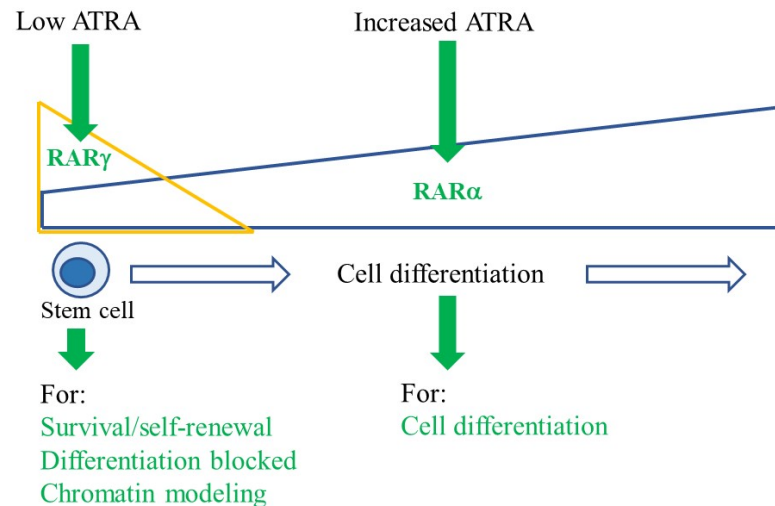 Low ATRA
Increased ATRA
RARγ
RARα
Stem cell
Cell differentiation
For:
Survival/self-renewal
Differentiation blocked
Chromatin modeling
For:
Cell differentiation